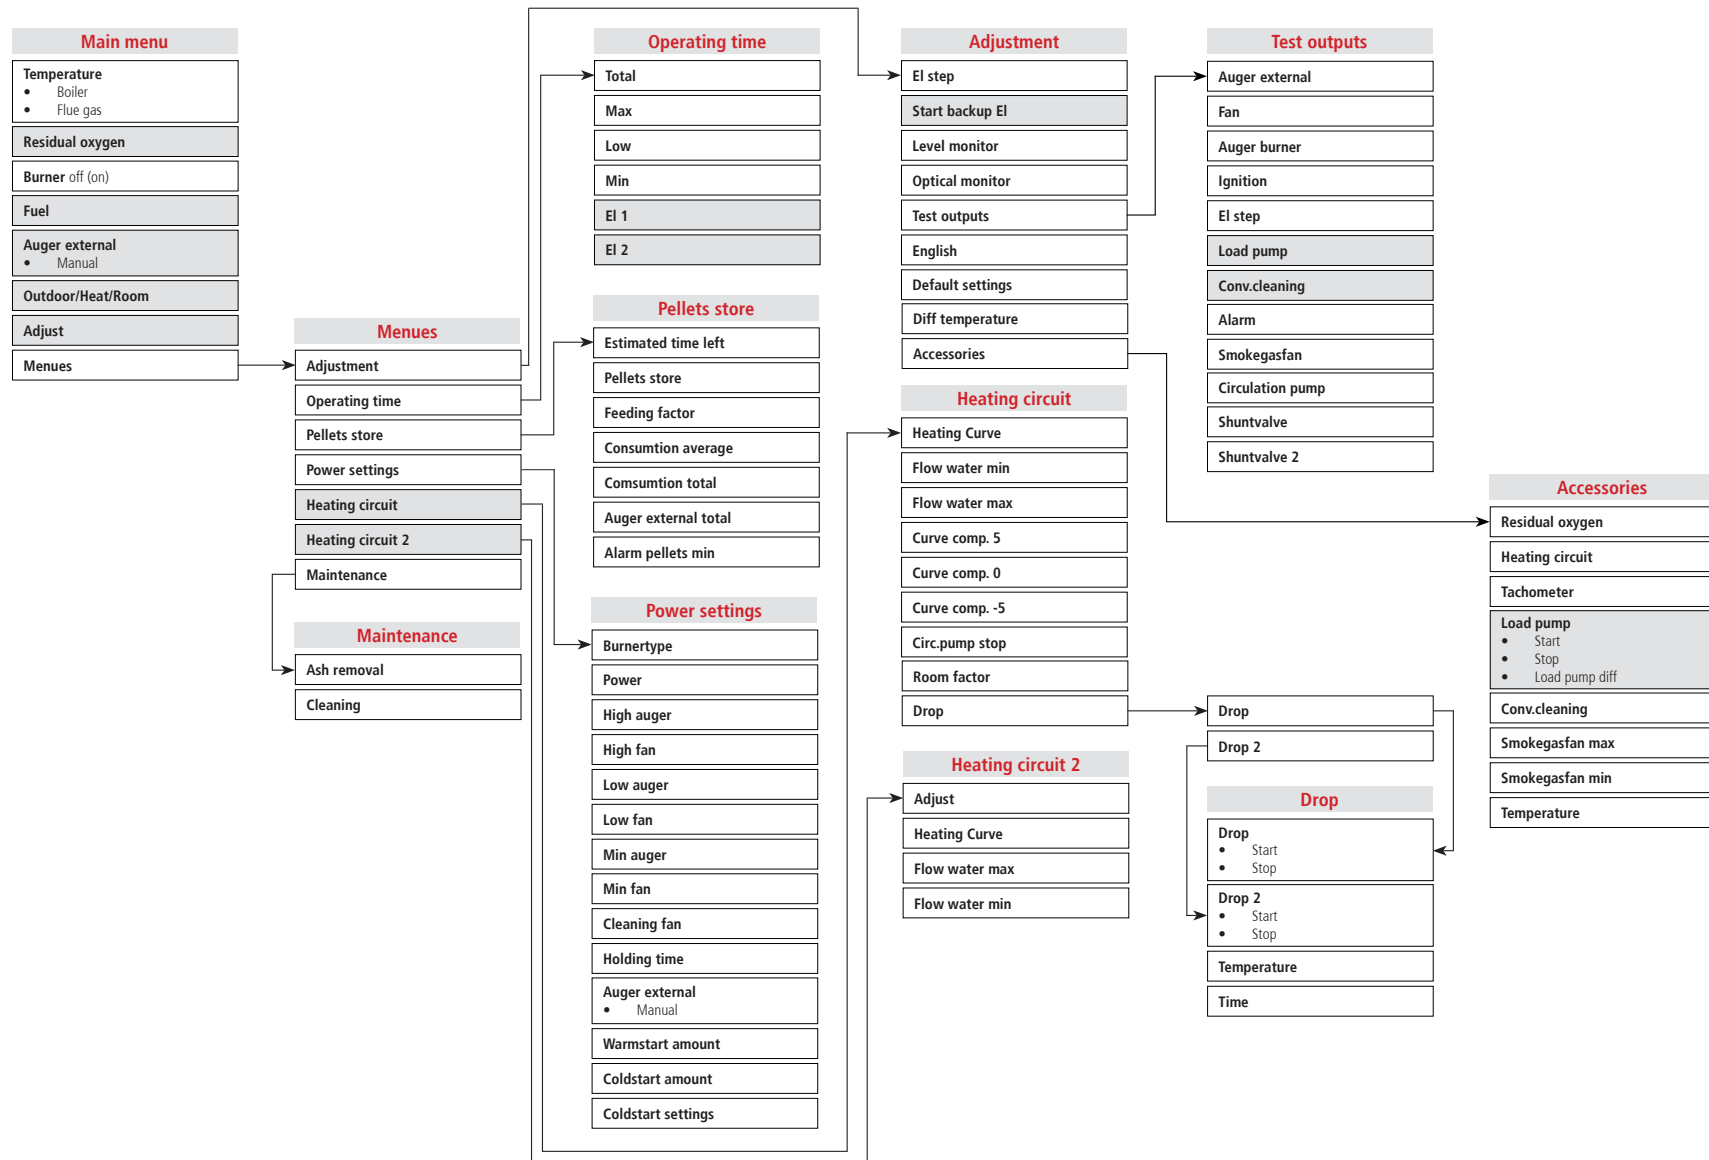 Main menu
Temperature
• Boiler
• Flue gas
Residual oxygen
Burner off (on)
Fuel
Auger external
• Manual
Outdoor/Heat/Room
Adjust
Menues
Menues
Adjustment
Operating time
Pellets store
Power settings
Heating circuit
Heating circuit 2
Maintenance
Maintenance
Ash removal
Cleaning
Operating time
Total
Max
Low
Min
El 1
El 2
Pellets store
Estimated time left
Pellets store
Feeding factor
Consumtion average
Comsumtion total
Auger external total
Alarm pellets min
Power settings
Burnertype
Power
High auger
High fan
Low auger
Low fan
Min auger
Min fan
Cleaning fan
Holding time
Auger external
• Manual
Warmstart amount
Coldstart amount
Coldstart settings
Adjustment
El step
Start backup El
Level monitor
Optical monitor
Test outputs
English
Default settings
Diff temperature
Accessories
Heating circuit
Heating Curve
Flow water min
Flow water max
Curve comp. 5
Curve comp. 0
Curve comp. -5
Circ.pump stop
Room factor
Drop
Heating circuit 2
Adjust
Heating Curve
Flow water max
Flow water min
Test outputs
Auger external
Fan
Auger burner
Ignition
El step
Load pump
Conv.cleaning
Alarm
Smokegasfan
Circulation pump
Shuntvalve
Shuntvalve 2
Drop
Drop 2
Drop
Drop
• Start
• Stop
Drop 2
• Start
• Stop
Temperature
Time
Accessories
Residual oxygen
Heating circuit
Tachometer
Load pump
• Start
• Stop
• Load pump diff
Conv.cleaning
Smokegasfan max
Smokegasfan min
Temperature